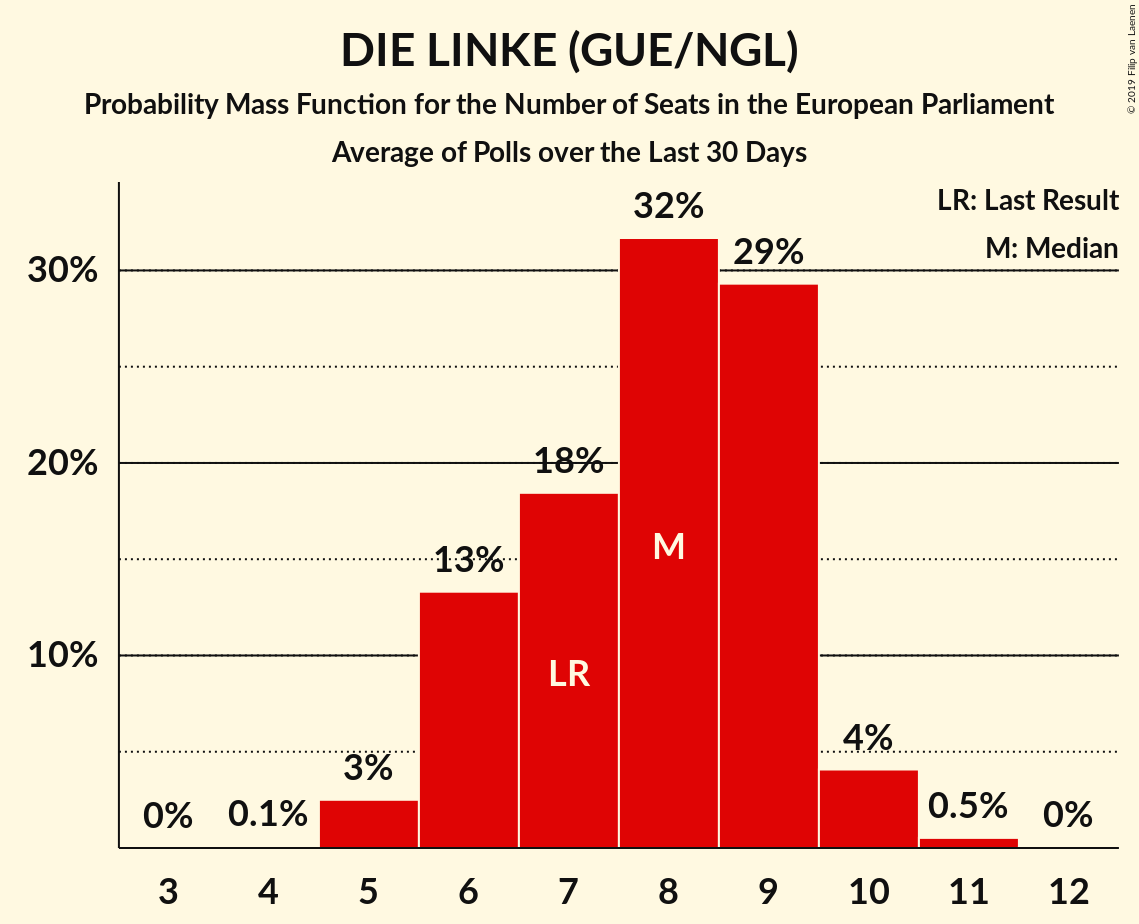 DIE LINKE (GUE/NGL)
Probability Mass Function for the Number of Seats in the European Parliament
Average of Polls over the Last 30 Days
© 2019 Filip van Laenen
LR: Last Result
M: Median
32%
29%
30%
18%
20%
M
13%
LR
10%
4%
3%
0.5%
0%
0.1%
0%
3 4 5 6 7 8 9 10 11 12